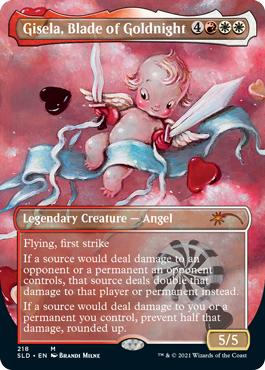 Gisela, Blade of Goldnight 4
Legendary Creature — Angel
Flying, first strike
If a source would deal damage to an
opponent or a permanent an opponent
controls, that source deals double that
damage to that player or permanent instead.
If a source would deal damage to you or
a permanent you control, prevent half that
damage, rounded up.
5/5
218 M
SLD • EN Brandi Milne
™ & © 2021 Wizards of the Coast